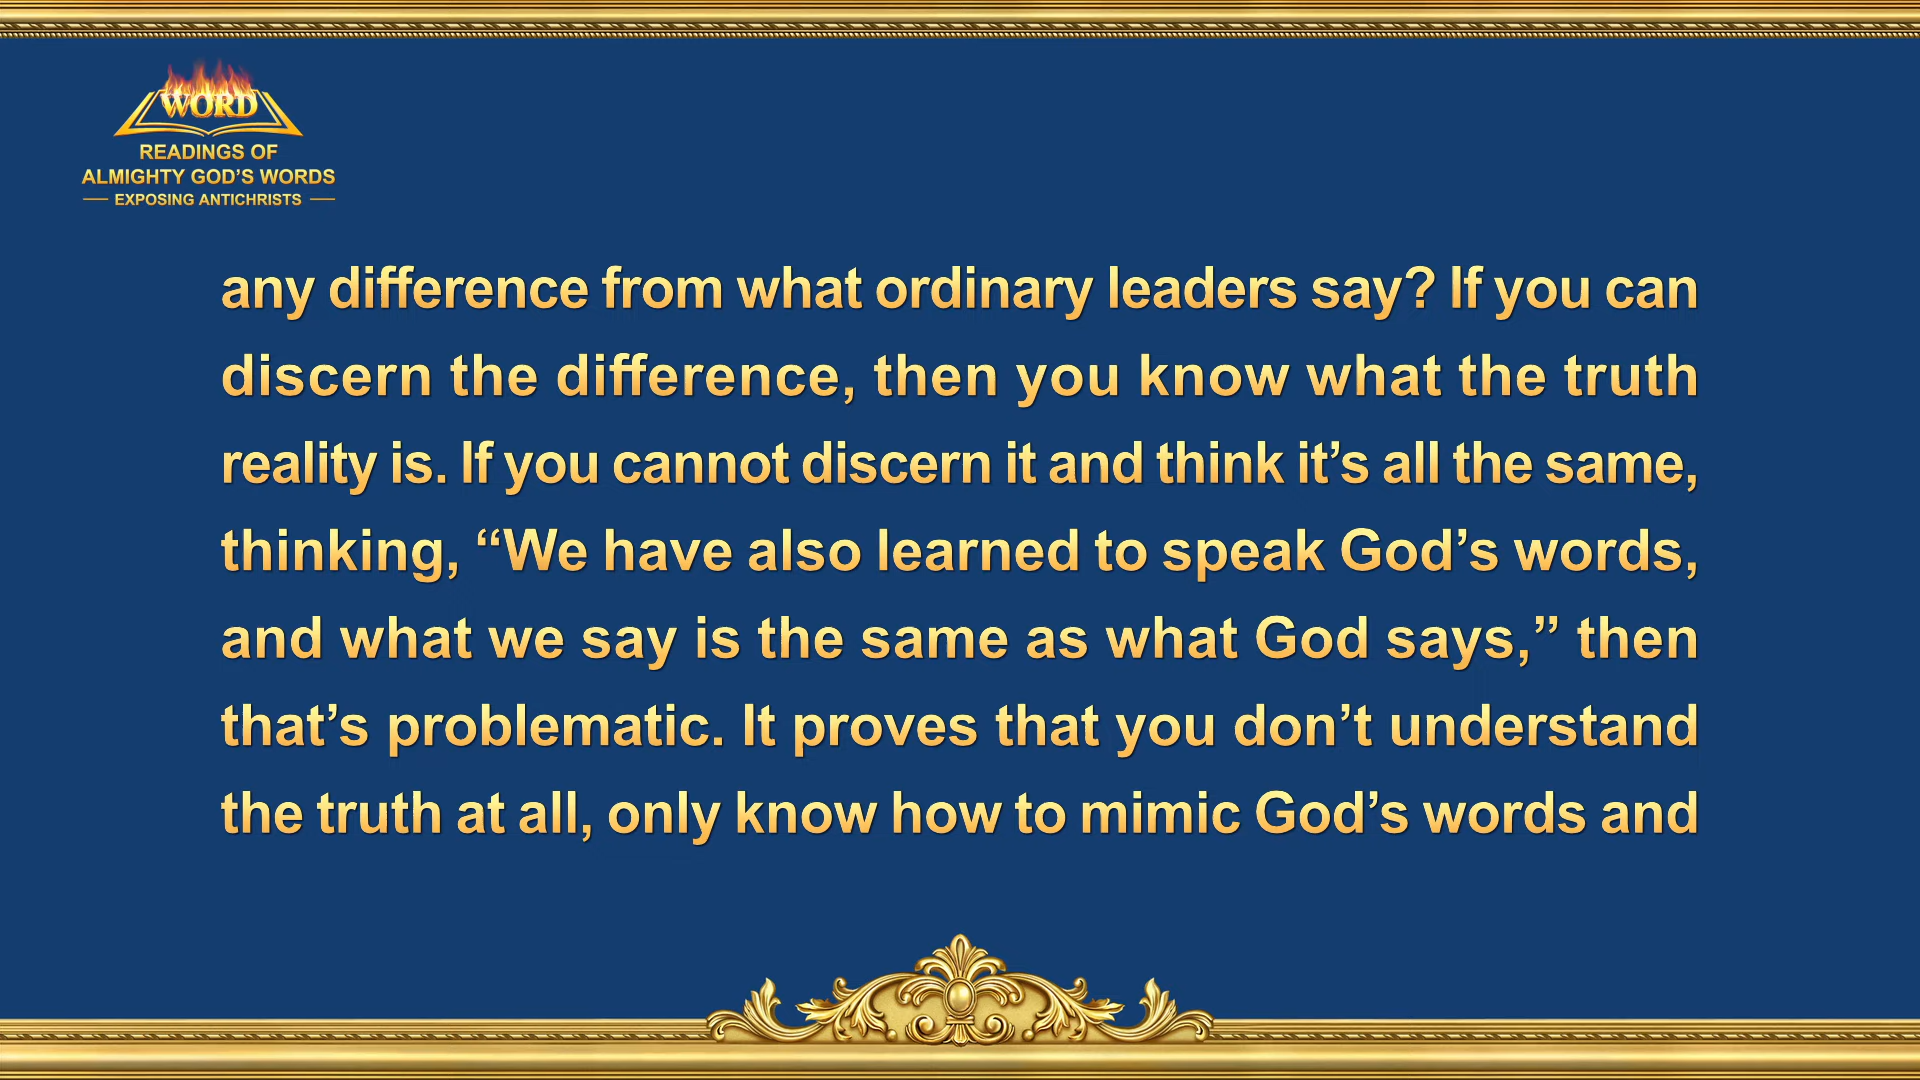 WORD
READINGS OF
ALMIGHTY GOD’S WORDS
EXPOSING ANTICHRISTS
any difference from what ordinary leaders say? If you can
discern the difference, then you know what the truth
reality is. If you cannot discern it and think it’s all the same,
thinking, “We have also learned to speak God’s words,
and what we say is the same as what God says,” then
that’s problematic. It proves that you don’t understand
the truth at all, only know how to mimic God’s words and